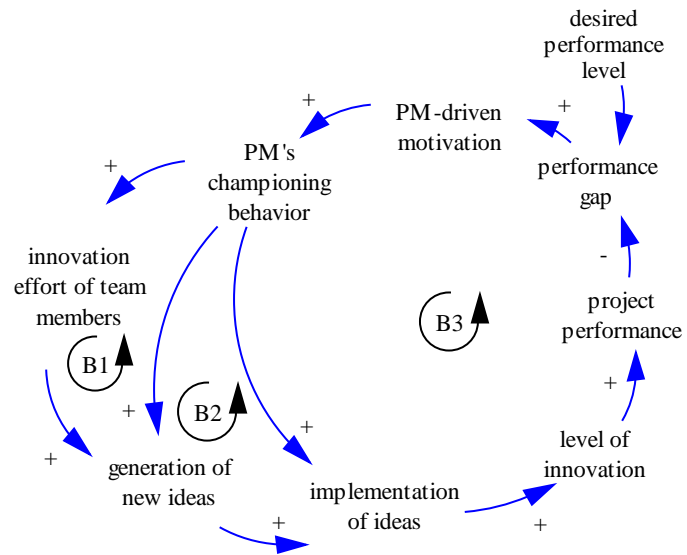 desired
performance
level
+
PM-driven
motivation
+
performance
gap
PM's
championing
behavior
+
innovation
effort of team
members
-
project
performance
B3
B1
+
B2
+
+
+
level of
innovation
generation of
new ideas
implementation
of ideas
+
+